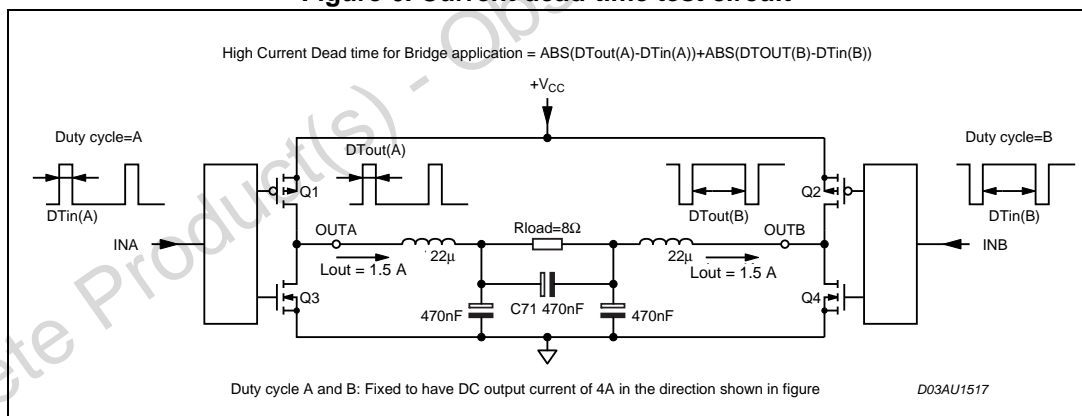 Figure 6. Current dead-time test circuit
High Current Dead time for Bridge application = ABS(DTout(A)-DTin(A))+ABS(DTOUT(B)-DTin(B))
+VCC
Duty cycle=A
DTout(A)
Duty cycle=B
Q1
Q2
DTin(A)
DTout(B)
DTin(B)
OUTA
Rload=8Ω
OUTB
INA
INB
22µ
22µ
Lout = 1.5 A
Lout = 1.5 A
Q3
Q4
470nF
C71 470nF
470nF
Duty cycle A and B: Fixed to have DC output current of 4A in the direction shown in figure
D03AU1517
ete Product(s) - Obs